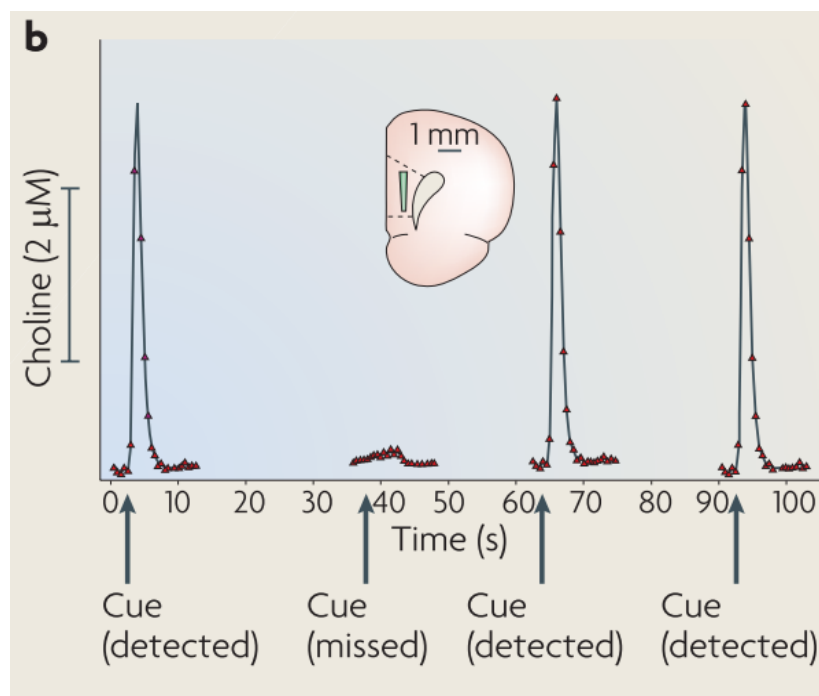 b
1 mm
Choline (2 μM)
0 10 20 30 40 50 60 70 80 90 100
Time (s)
Cue
(detected)
Cue
(missed)
Cue
(detected)
Cue
(detected)